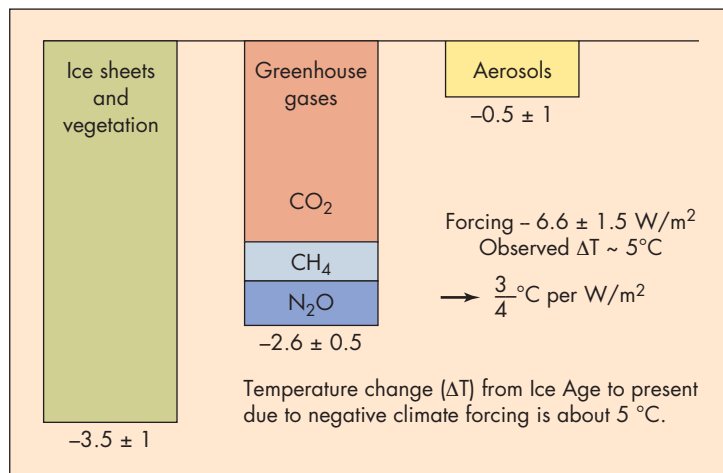 Ice sheets
and
vegetation
−3.5 ± 1
Greenhouse
gases
CO₂
CH₄
N₂O
−2.6 ± 0.5
Aerosols
−0.5 ± 1
Forcing – 6.6 ± 1.5 W/m²
Observed ΔT ~ 5°C
→ 3/4 °C per W/m²
Temperature change (ΔT) from Ice Age to present
due to negative climate forcing is about 5 °C.